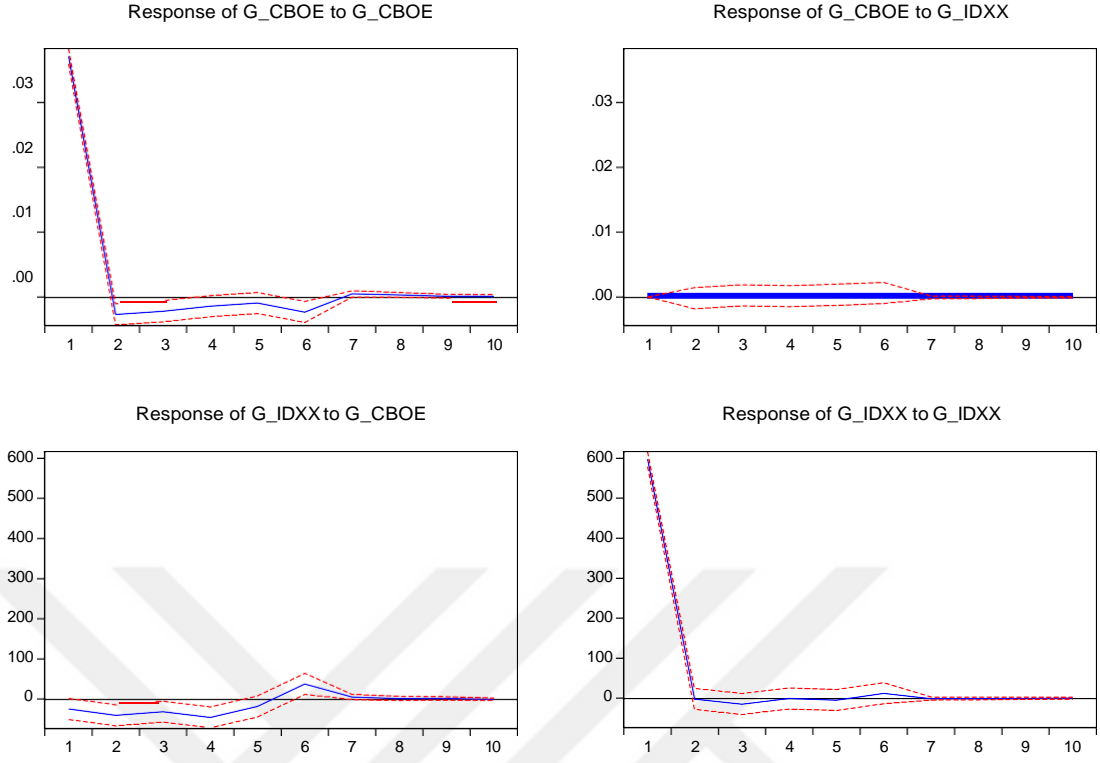 Response of G_CBOE to G_CBOE
.03
.02
.01
.00
1 2 3 4 5 6 7 8 9 10
Response of G_CBOE to G_IDXX
.03
.02
.01
.00
1 2 3 4 5 6 7 8 9 10
Response of G_IDXX to G_CBOE
600
500
400
300
200
100
0
1 2 3 4 5 6 7 8 9 10
Response of G_IDXX to G_IDXX
600
500
400
300
200
100
0
1 2 3 4 5 6 7 8 9 10